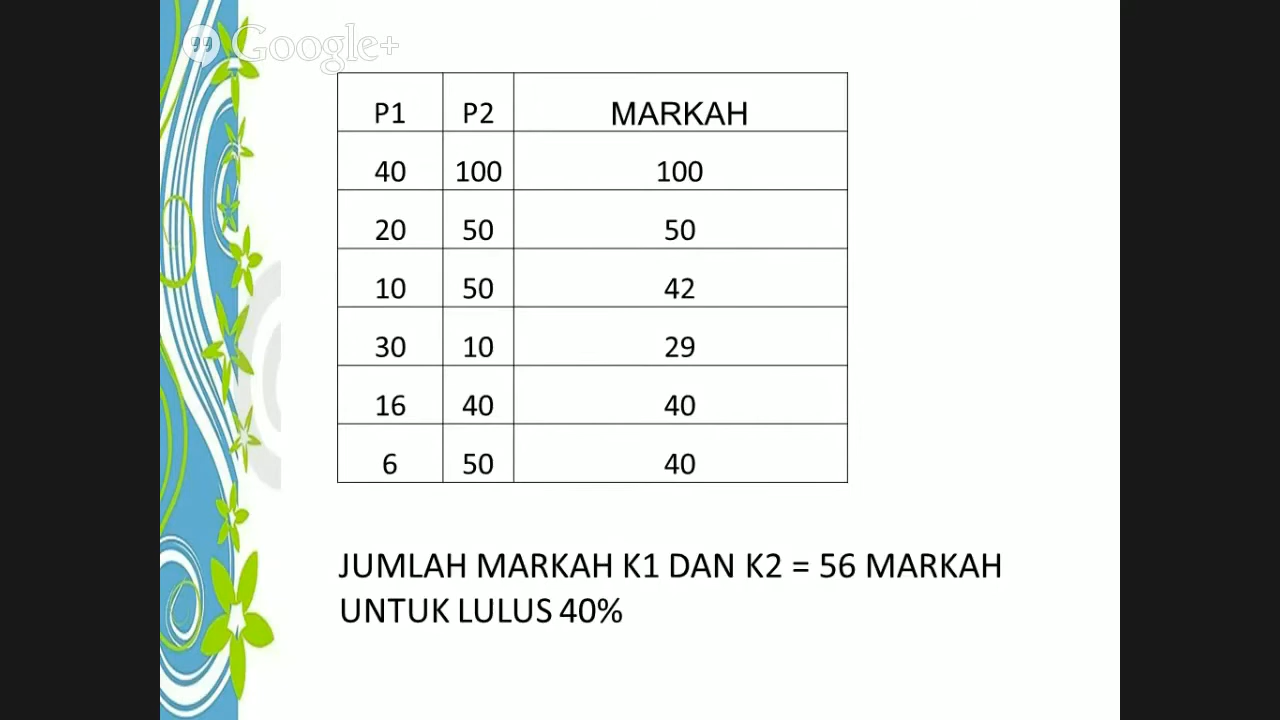 Google+
P1 P2 MARKAH
40 100 100
20 50 50
10 50 42
30 10 29
16 40 40
6 50 40
JUMLAH MARKAH K1 DAN K2 = 56 MARKAH
UNTUK LULUS 40%